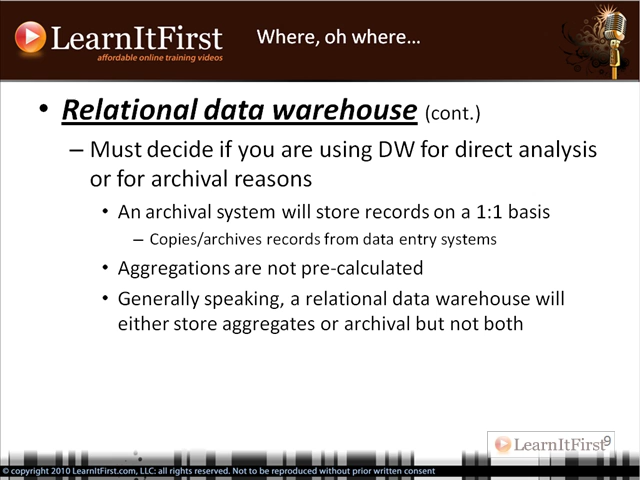 LearnItFirst
affordable online training videos
Where, oh where...
• Relational data warehouse (cont.)
– Must decide if you are using DW for direct analysis
or for archival reasons
• An archival system will store records on a 1:1 basis
– Copies/archives records from data entry systems
• Aggregations are not pre-calculated
• Generally speaking, a relational data warehouse will
either store aggregates or archival but not both
LearnItFirst
9
© copyright 2010 LearnItFirst.com, LLC: all rights reserved. Not to be reproduced without prior written consent